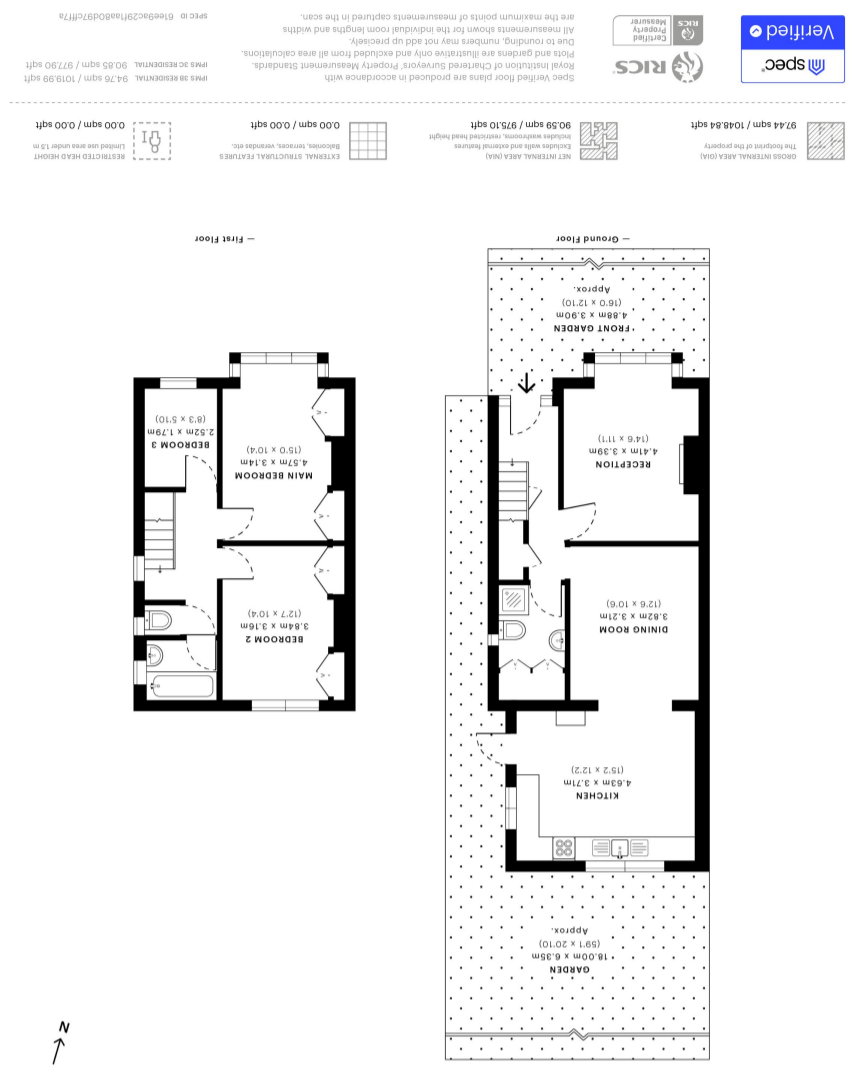 N
GARDEN
18.00m x 6.35m
(59'1 x 20'10)
Approx.
KITCHEN
4.63m x 3.71m
(15'2 x 12'2)
DINING ROOM
3.82m x 3.21m
(12'6 x 10'6)
RECEPTION
4.41m x 3.39m
(14'6 x 11'1)
FRONT GARDEN
4.88m x 3.90m
(16'0 x 12'10)
Approx.
— Ground Floor
BEDROOM 2
3.84m x 3.16m
(12'7 x 10'4)
MAIN BEDROOM
4.57m x 3.14m
(15'0 x 10'4)
BEDROOM 3
2.52m x 1.79m
(8'3 x 5'10)
— First Floor
GROSS INTERNAL AREA (GIA)
The footprint of the property
97.44 sqm / 1048.84 sqft
NET INTERNAL AREA (NIA)
Excludes walls and external features
Includes washrooms, restricted head height
90.59 sqm / 975.10 sqft
EXTERNAL STRUCTURAL FEATURES
Balconies, terraces, verandas etc.
0.00 sqm / 0.00 sqft
RESTRICTED HEAD HEIGHT
Limited use area under 1.5 m
0.00 sqm / 0.00 sqft
spec
Verified
RICS
Certified
Property
Measurer
RICS
Spec Verified floor plans are produced in accordance with
Royal Institution of Chartered Surveyors' Property Measurement Standards.
Plots and gardens are illustrative only and excluded from all area calculations.
Due to rounding, numbers may not add up precisely.
All measurements shown for the individual room lengths and widths
are the maximum points of measurements captured in the scan.
IPMS 3B RESIDENTIAL 94.76 sqm / 1019.99 sqft
IPMS 3C RESIDENTIAL 90.85 sqm / 977.90 sqft
SPEC ID 61ee9ac29f1aa80d97cfff7a